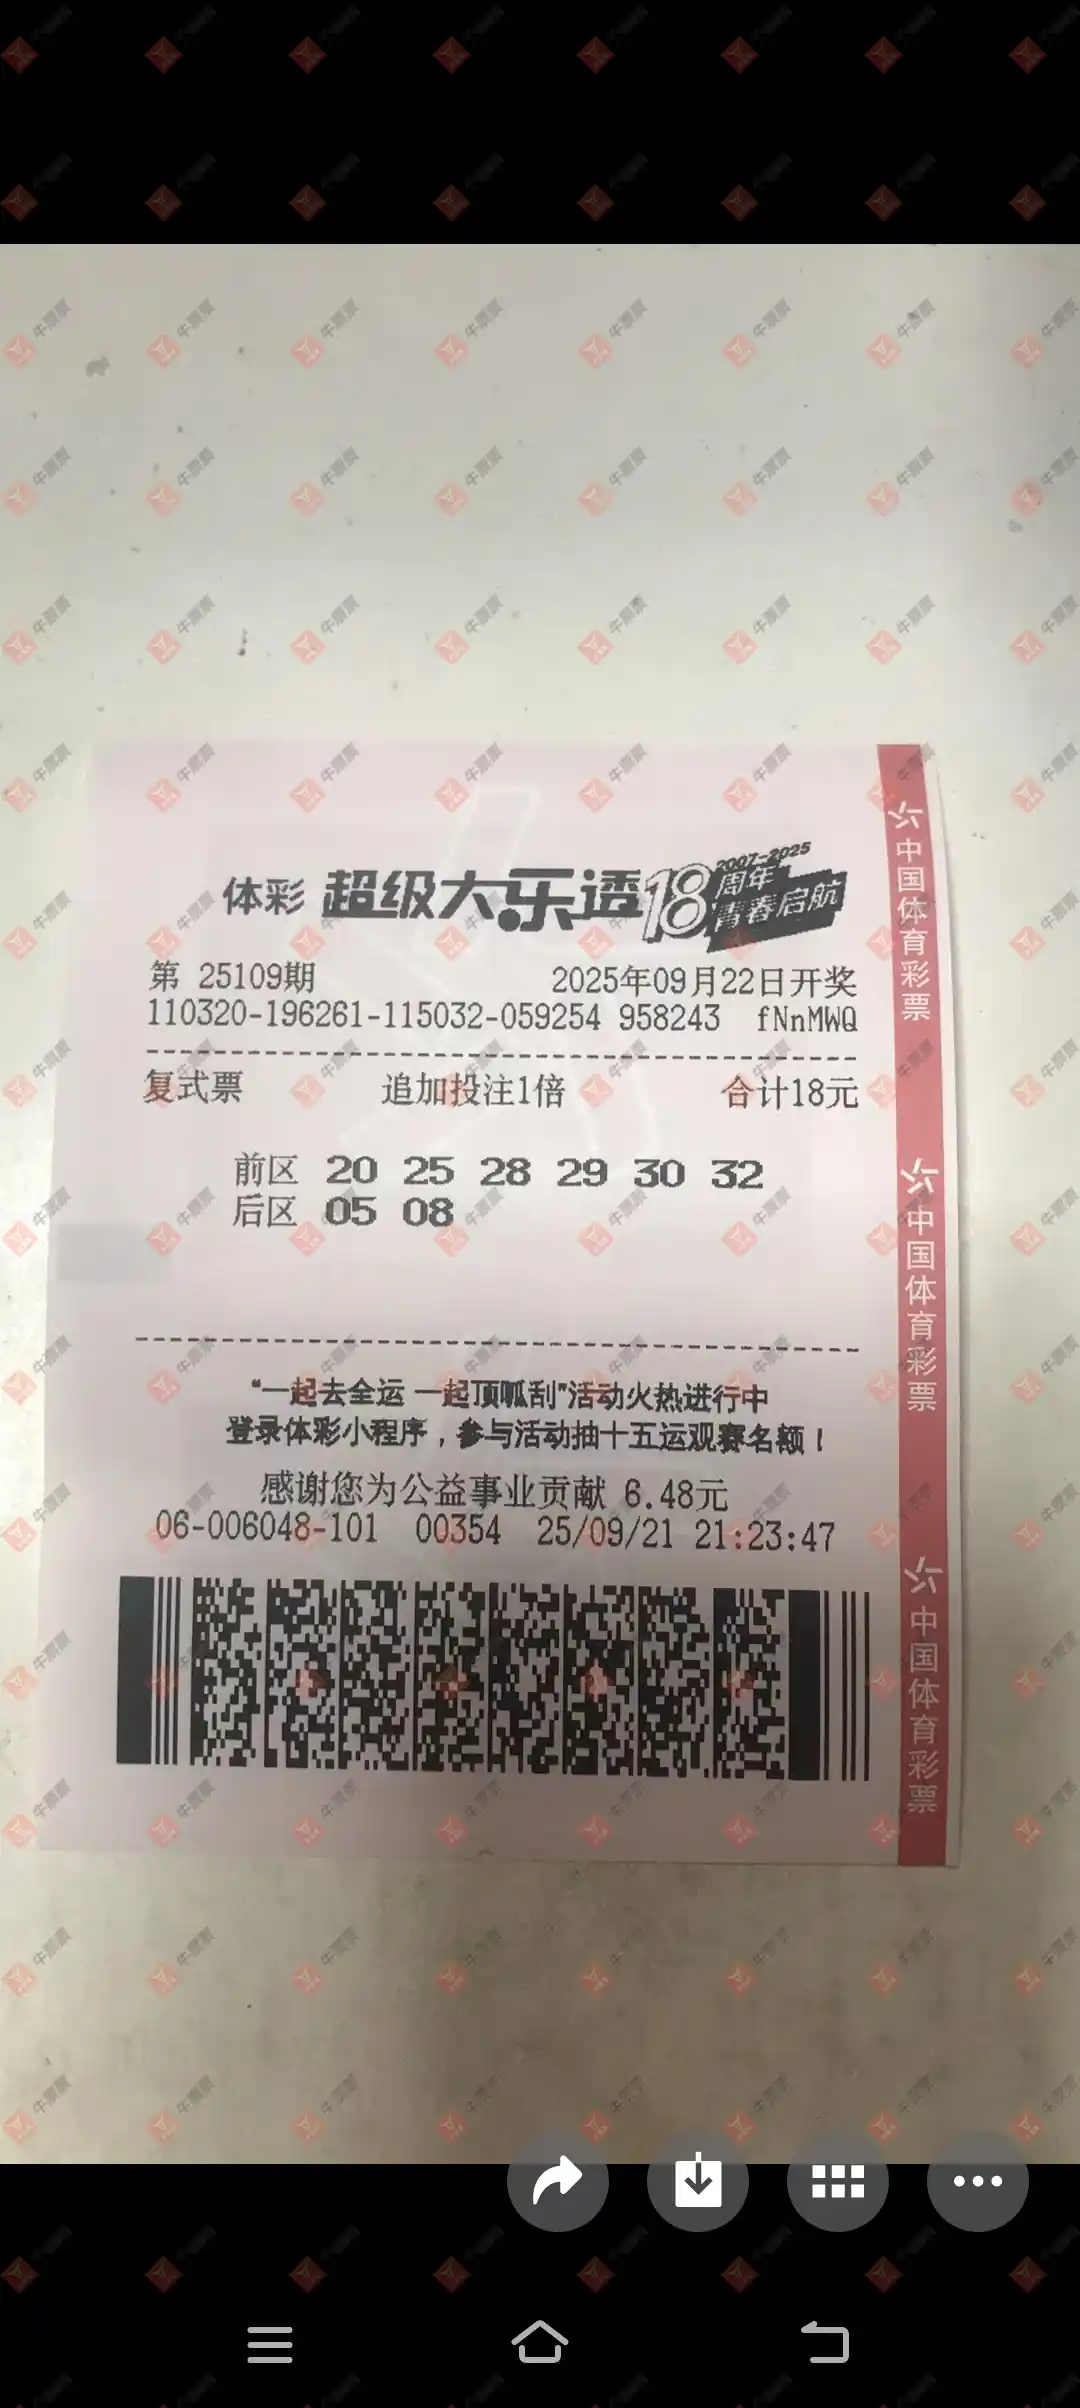 体彩 超级大乐透 18 2007-2025 周年 青春启航
第 25109期 2025年09月22日开奖
110320-196261-115032-059254 958243 fNnMWQ
复式票 追加投注1倍 合计18元
前区 20 25 28 29 30 32
后区 05 08
“一起去全运 一起顶呱刮”活动火热进行中
登录体彩小程序，参与活动抽十五运观赛名额！
感谢您为公益事业贡献 6.48元
06-006048-101 00354 25/09/21 21:23:47
中国体育彩票
中国体育彩票
中国体育彩票
牛票票